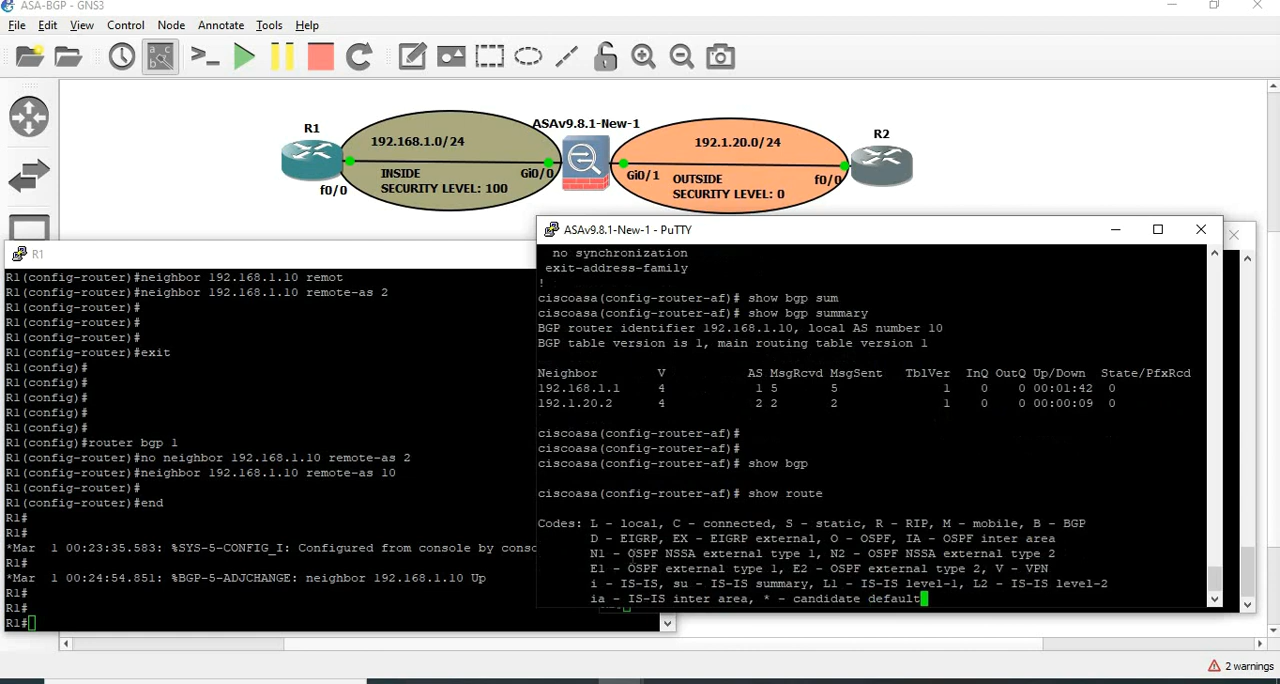 ASA-BGP - GNS3
File Edit View Control Node Annotate Tools Help
ASAv9.8.1-New-1
R1
192.168.1.0/24
192.1.20.0/24
R2
INSIDE
SECURITY LEVEL: 100
Gi0/0
f0/0
Gi0/1
OUTSIDE
SECURITY LEVEL: 0
f0/0
R1
R1(config-router)#neighbor 192.168.1.10 remot
R1(config-router)#neighbor 192.168.1.10 remote-as 2
R1(config-router)#
R1(config-router)#
R1(config-router)#
R1(config-router)#exit
R1(config)#
R1(config)#
R1(config)#
R1(config)#
R1(config)#
R1(config)#router bgp 1
R1(config-router)#no neighbor 192.168.1.10 remote-as 2
R1(config-router)#neighbor 192.168.1.10 remote-as 10
R1(config-router)#
R1(config-router)#end
R1#
R1#
*Mar  1 00:23:35.583: %SYS-5-CONFIG_I: Configured from console by conso
R1#
*Mar  1 00:24:54.851: %BGP-5-ADJCHANGE: neighbor 192.168.1.10 Up
R1#
R1#
R1#
ASAv9.8.1-New-1 - PuTTY
no synchronization
exit-address-family
!
ciscoasa(config-router-af)# show bgp sum
ciscoasa(config-router-af)# show bgp summary
BGP router identifier 192.168.1.10, local AS number 10
BGP table version is 1, main routing table version 1
Neighbor V AS MsgRcvd MsgSent TblVer InQ OutQ Up/Down State/PfxRcd
192.168.1.1 4 1 5 5 1 0 0 00:01:42 0
192.1.20.2 4 2 2 2 1 0 0 00:00:09 0
ciscoasa(config-router-af)#
ciscoasa(config-router-af)#
ciscoasa(config-router-af)# show bgp
ciscoasa(config-router-af)# show route
Codes: L - local, C - connected, S - static, R - RIP, M - mobile, B - BGP
D - EIGRP, EX - EIGRP external, O - OSPF, IA - OSPF inter area
N1 - OSPF NSSA external type 1, N2 - OSPF NSSA external type 2
E1 - OSPF external type 1, E2 - OSPF external type 2, V - VPN
i - IS-IS, su - IS-IS summary, L1 - IS-IS level-1, L2 - IS-IS level-2
ia - IS-IS inter area, * - candidate default
2 warnings